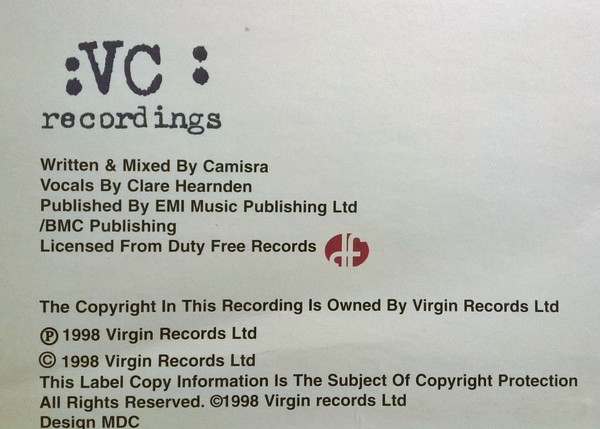 :VC :
recordings
Written & Mixed By Camisra
Vocals By Clare Hearnden
Published By EMI Music Publishing Ltd
/BMC Publishing
Licensed From Duty Free Records df
The Copyright In This Recording Is Owned By Virgin Records Ltd
Ⓟ 1998 Virgin Records Ltd
© 1998 Virgin Records Ltd
This Label Copy Information Is The Subject Of Copyright Protection
All Rights Reserved. ©1998 Virgin records Ltd
Design MDC